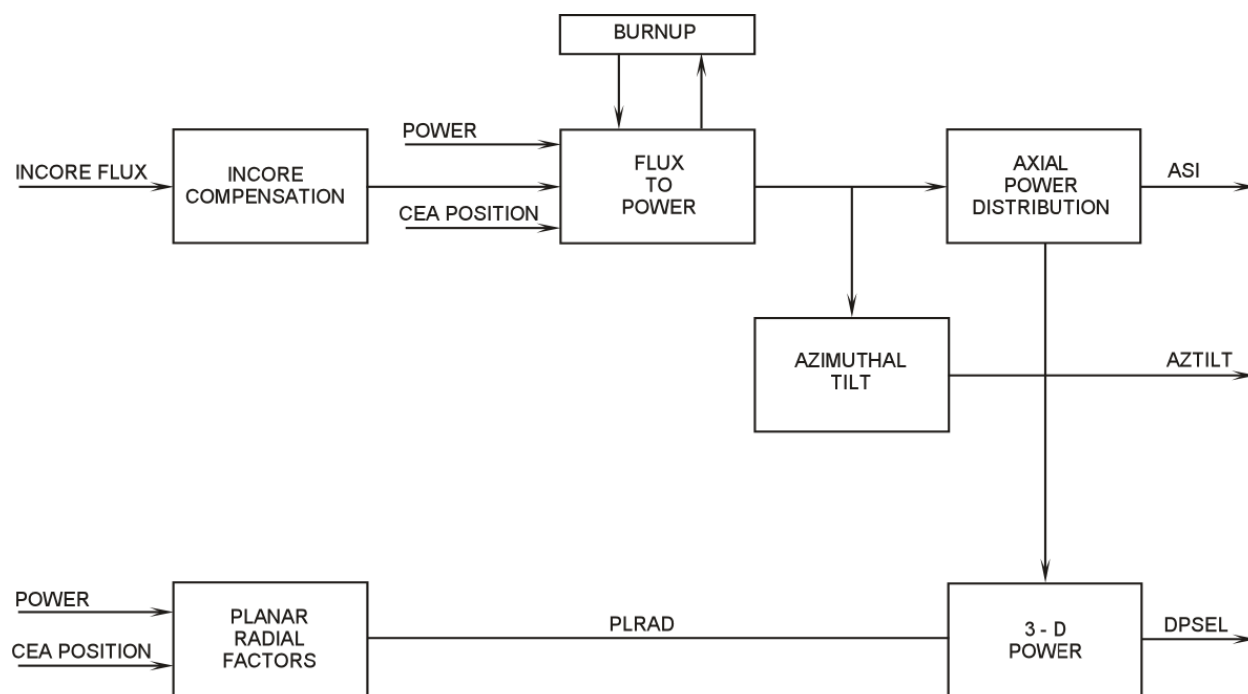 BURNUP
POWER
INCORE FLUX
INCORE
COMPENSATION
CEA POSITION
FLUX
TO
POWER
AXIAL
POWER
DISTRIBUTION
ASI
AZIMUTHAL
TILT
AZTILT
POWER
CEA POSITION
PLANAR
RADIAL
FACTORS
PLRAD
3 - D
POWER
DPSEL